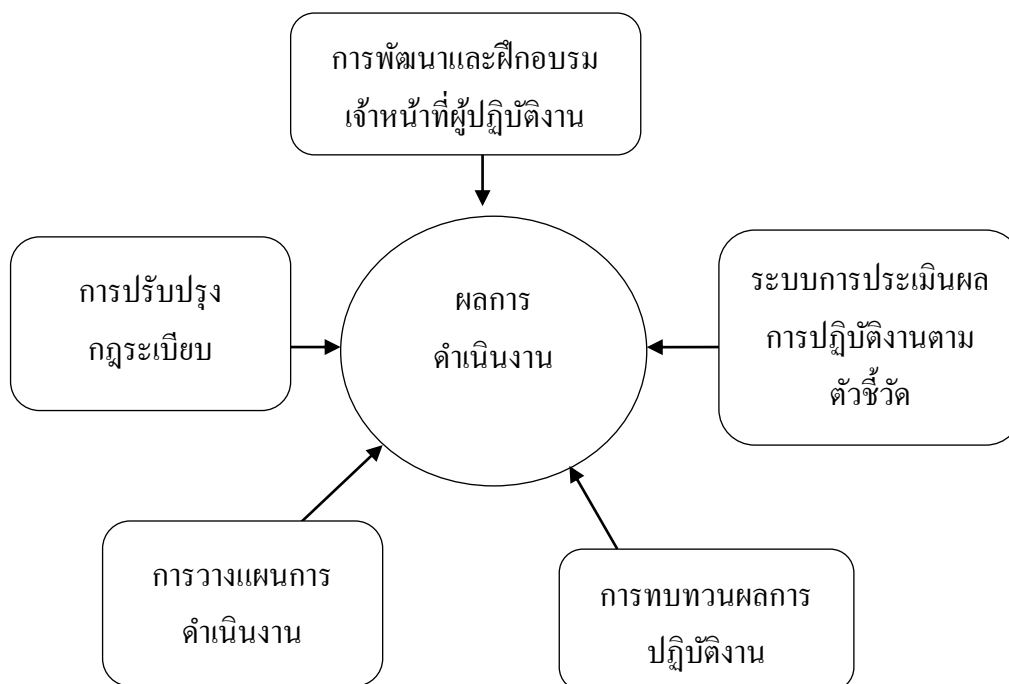 การพัฒนาและฝึกอบรม
เจ้าหน้าที่ผู้ปฏิบัติงาน
การปรับปรุง
กฎระเบียบ
ผลการ
ดำเนินงาน
ระบบการประเมินผล
การปฏิบัติงานตาม
ตัวชี้วัด
การวางแผนการ
ดำเนินงาน
การทบทวนผลการ
ปฏิบัติงาน